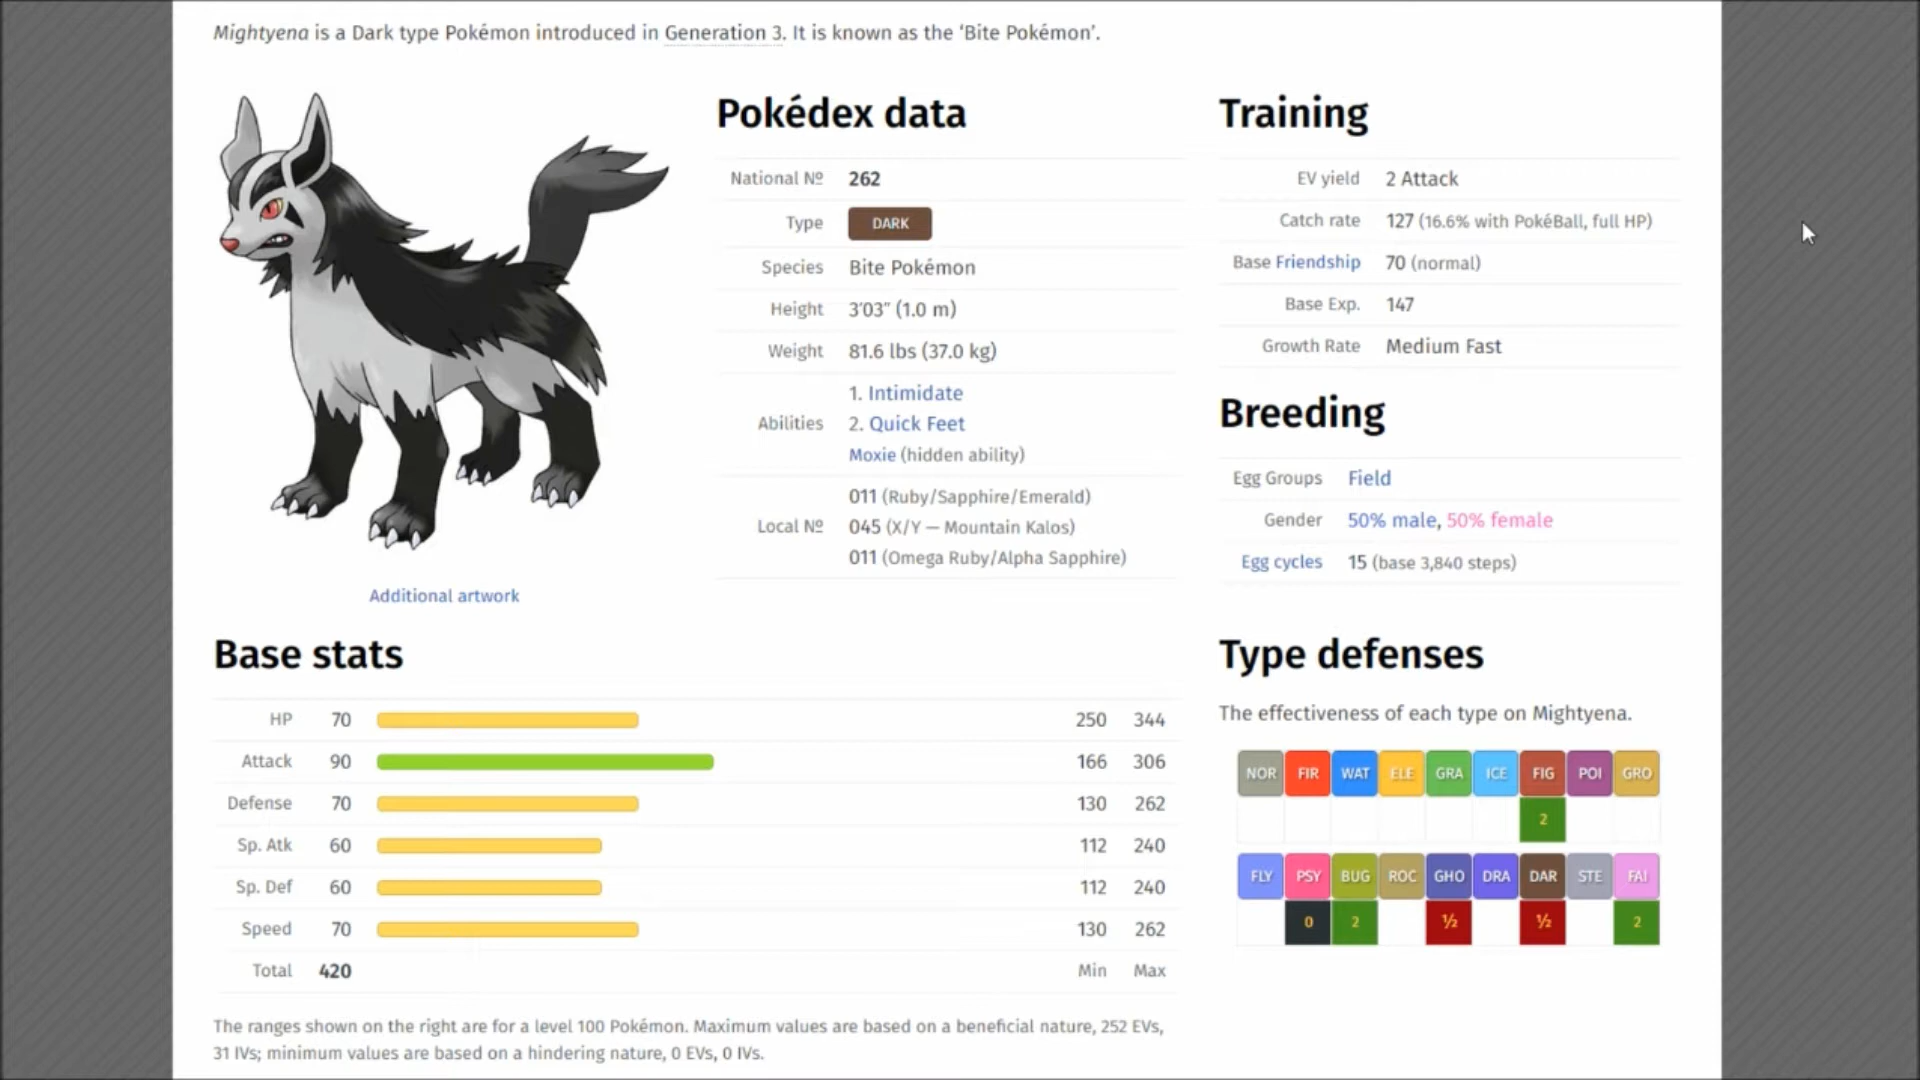 Mightyena is a Dark type Pokémon introduced in Generation 3. It is known as the ‘Bite Pokémon’.
Additional artwork
Pokédex data
National № 262
Type DARK
Species Bite Pokémon
Height 3′03″ (1.0 m)
Weight 81.6 lbs (37.0 kg)
Abilities
1. Intimidate
2. Quick Feet
Moxie (hidden ability)
Local №
011 (Ruby/Sapphire/Emerald)
045 (X/Y — Mountain Kalos)
011 (Omega Ruby/Alpha Sapphire)
Training
EV yield 2 Attack
Catch rate 127 (16.6% with PokéBall, full HP)
Base Friendship 70 (normal)
Base Exp. 147
Growth Rate Medium Fast
Breeding
Egg Groups Field
Gender 50% male, 50% female
Egg cycles 15 (base 3,840 steps)
Base stats
HP 70 250 344
Attack 90 166 306
Defense 70 130 262
Sp. Atk 60 112 240
Sp. Def 60 112 240
Speed 70 130 262
Total 420 Min Max
The ranges shown on the right are for a level 100 Pokémon. Maximum values are based on a beneficial nature, 252 EVs,
31 IVs; minimum values are based on a hindering nature, 0 EVs, 0 IVs.
Type defenses
The effectiveness of each type on Mightyena.
NOR FIR WAT ELE GRA ICE FIG POI GRO
2
FLY PSY BUG ROC GHO DRA DAR STE FAI
0 2 ½ ½ 2